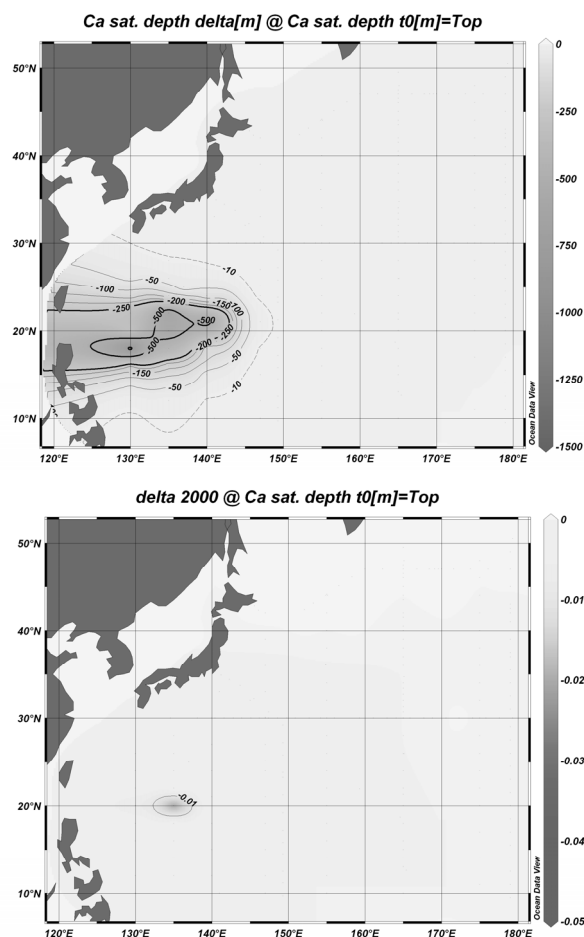 Ca sat. depth delta[m] @ Ca sat. depth t0[m]=Top
50°N
40°N
30°N
20°N
10°N
-10
-50
-100
-250
-200
-150
-500
-500
-250
-500
-200
-150
-50
-50
-10
-10
120°E
130°E
140°E
150°E
160°E
170°E
180°E
0
-250
-500
-750
-1000
-1250
-1500
Ocean Data View
delta 2000 @ Ca sat. depth t0[m]=Top
50°N
40°N
30°N
20°N
10°N
-0.01
120°E
130°E
140°E
150°E
160°E
170°E
180°E
0
-0.01
-0.02
-0.03
-0.04
-0.05
Ocean Data View